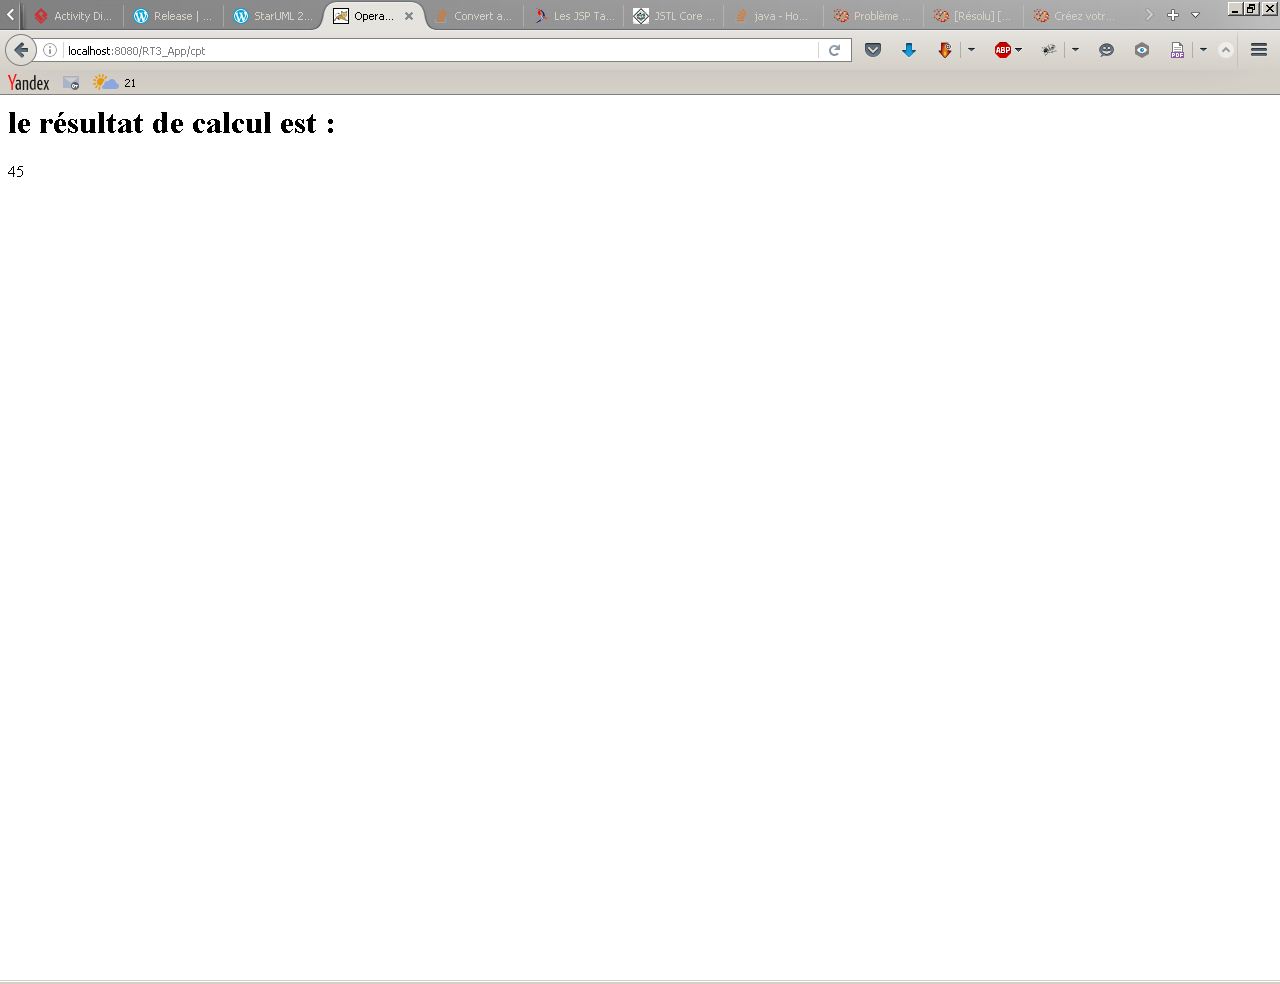 Activity Di...
Release | ...
StarUML 2...
Opera...
Convert a...
Les JSP Ta...
JSTL Core ...
java - Ho...
Problème ...
[Résolu] [...
Créez votr...
localhost:8080/RT3_App/cpt
ABP
PDF
Yandex
21
le résultat de calcul est :
45